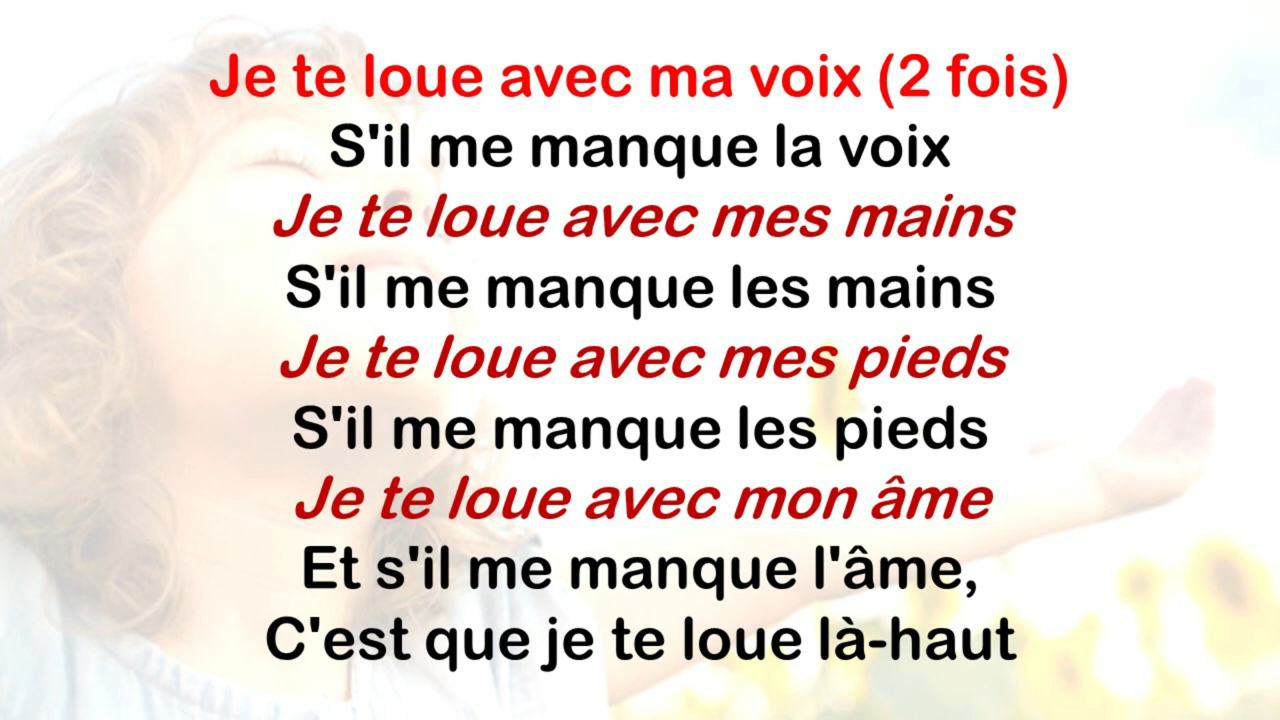 Je te loue avec ma voix (2 fois)
S'il me manque la voix
Je te loue avec mes mains
S'il me manque les mains
Je te loue avec mes pieds
S'il me manque les pieds
Je te loue avec mon âme
Et s'il me manque l'âme,
C'est que je te loue là-haut